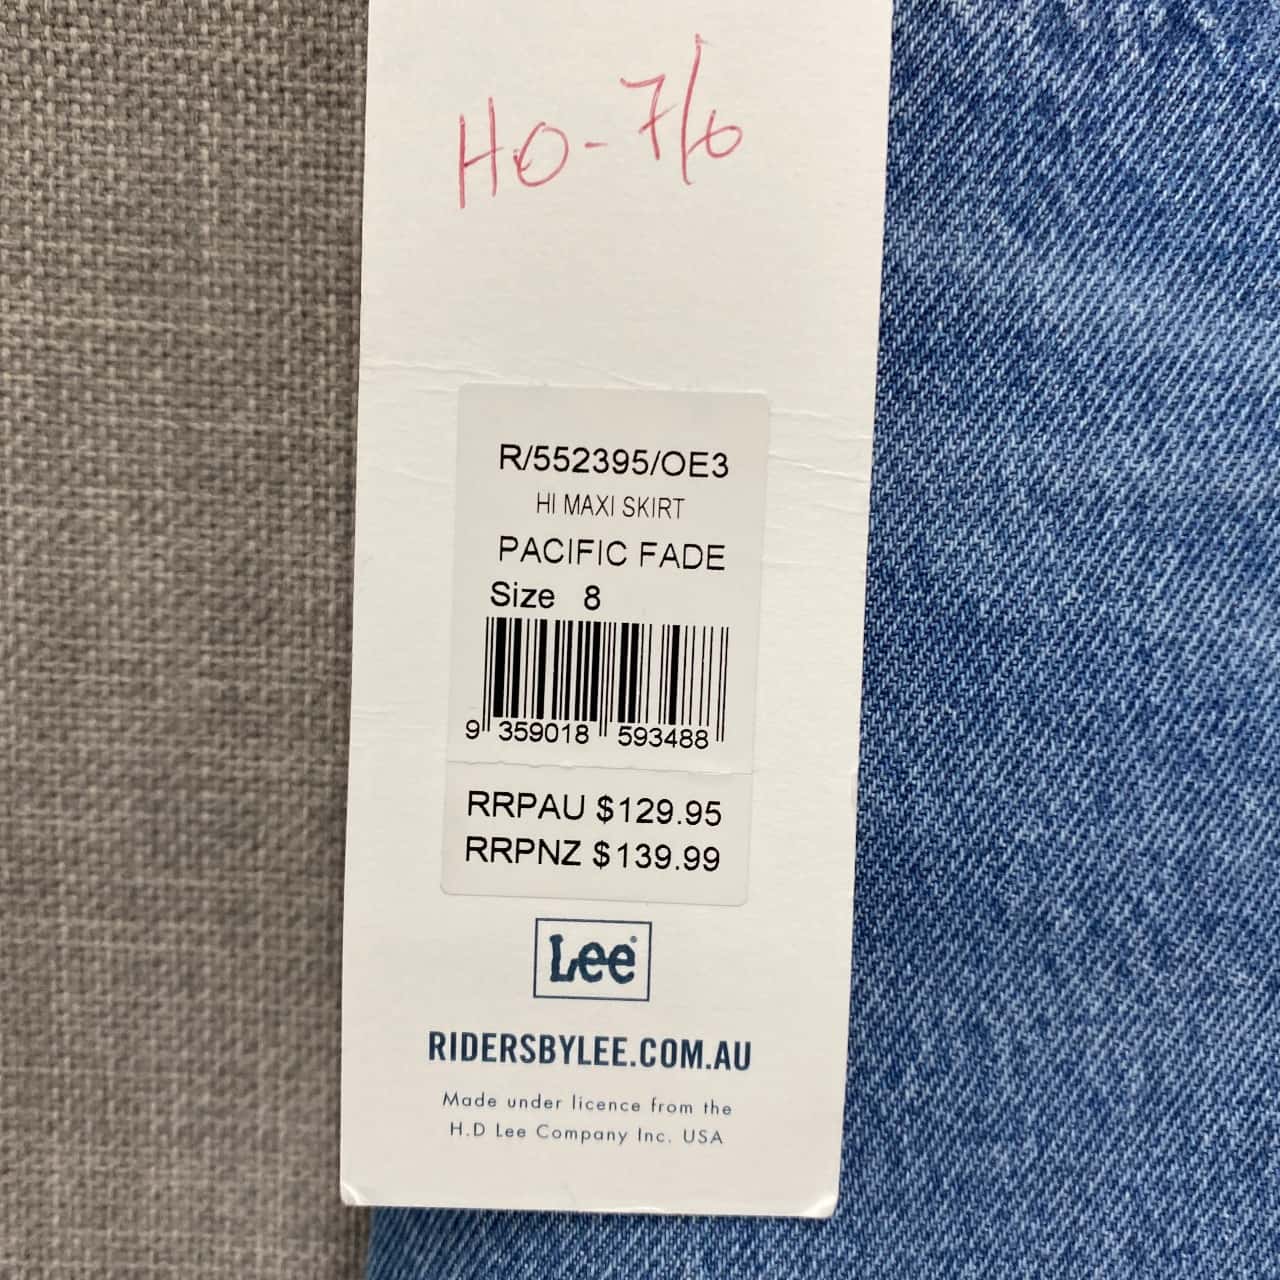 HO-7/6
R/552395/OE3
HI MAXI SKIRT
PACIFIC FADE
Size 8
9 359018 593488
RRPAU $129.95
RRPNZ $139.99
Lee®
RIDERSBYLEE.COM.AU
Made under licence from the
H.D Lee Company Inc. USA